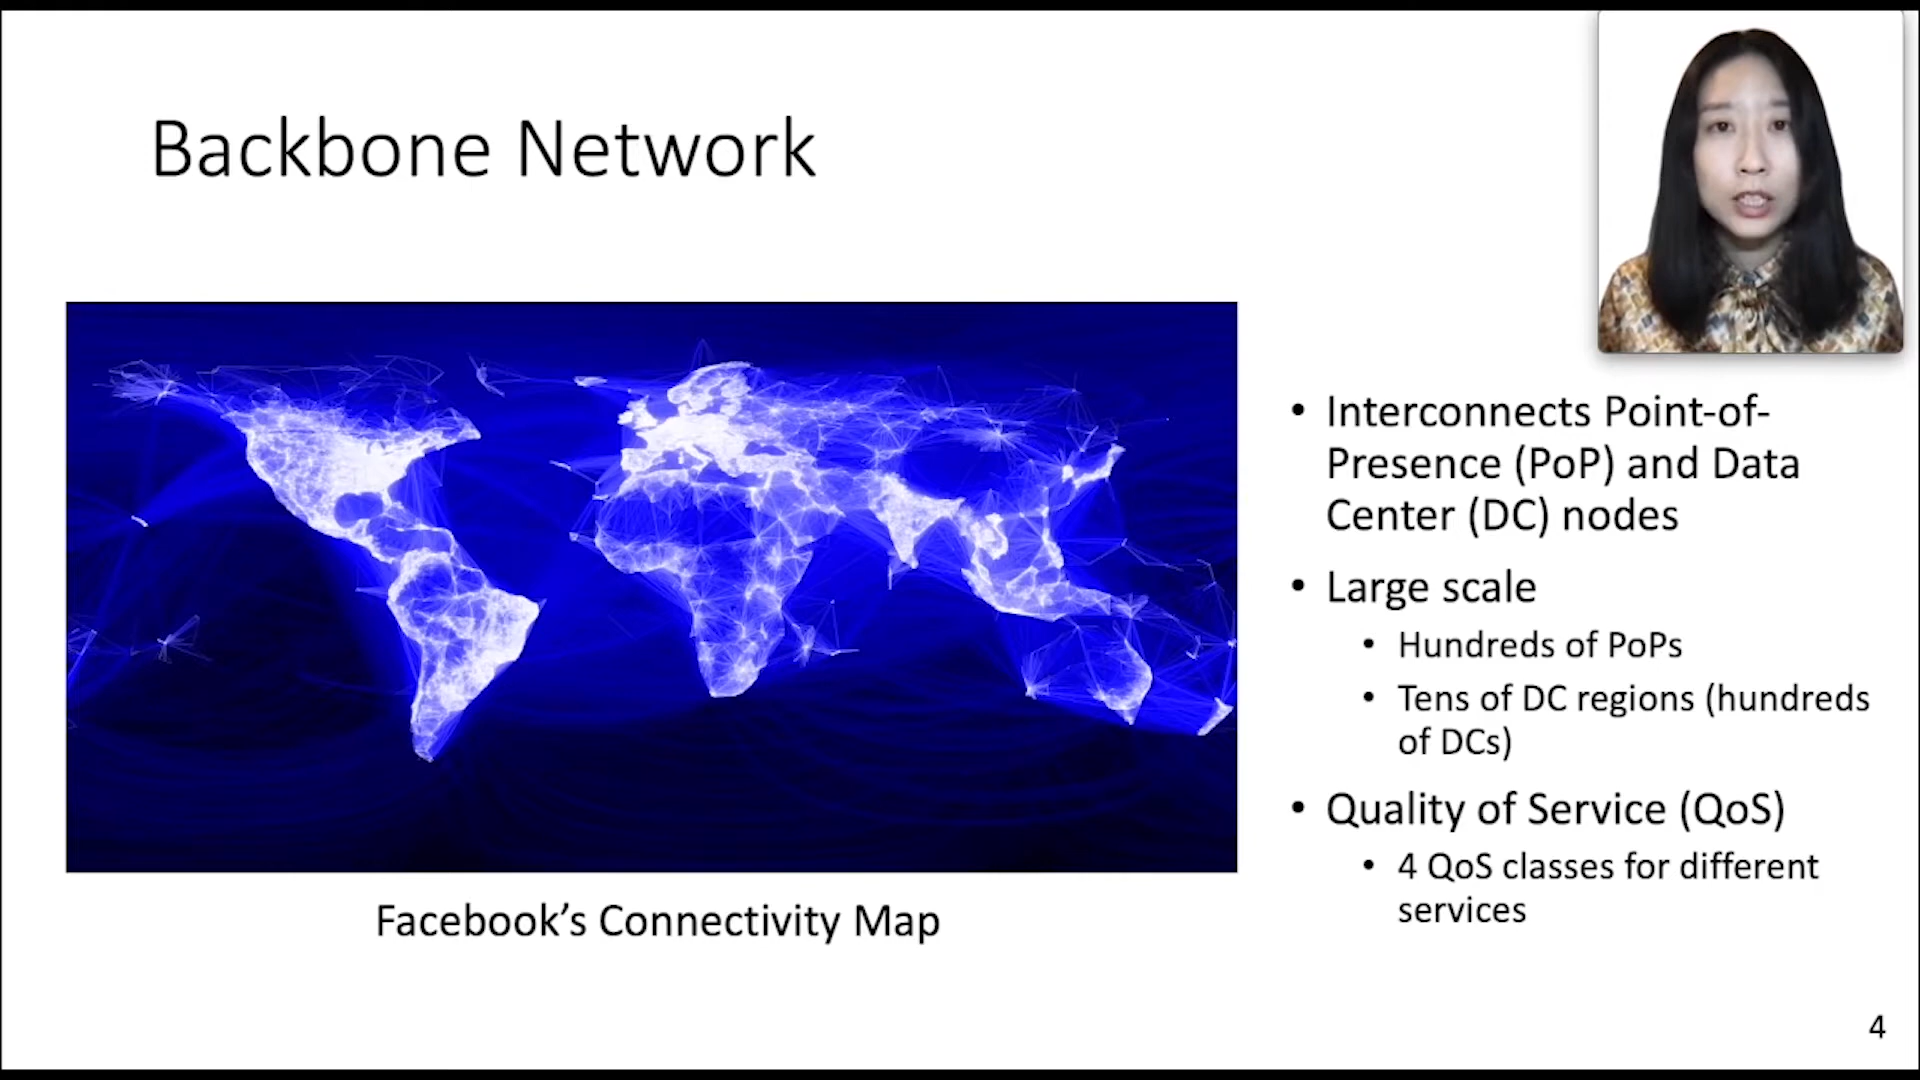 Backbone Network
• Interconnects Point-of-
Presence (PoP) and Data
Center (DC) nodes
• Large scale
• Hundreds of PoPs
• Tens of DC regions (hundreds
of DCs)
• Quality of Service (QoS)
• 4 QoS classes for different
services
Facebook’s Connectivity Map
4